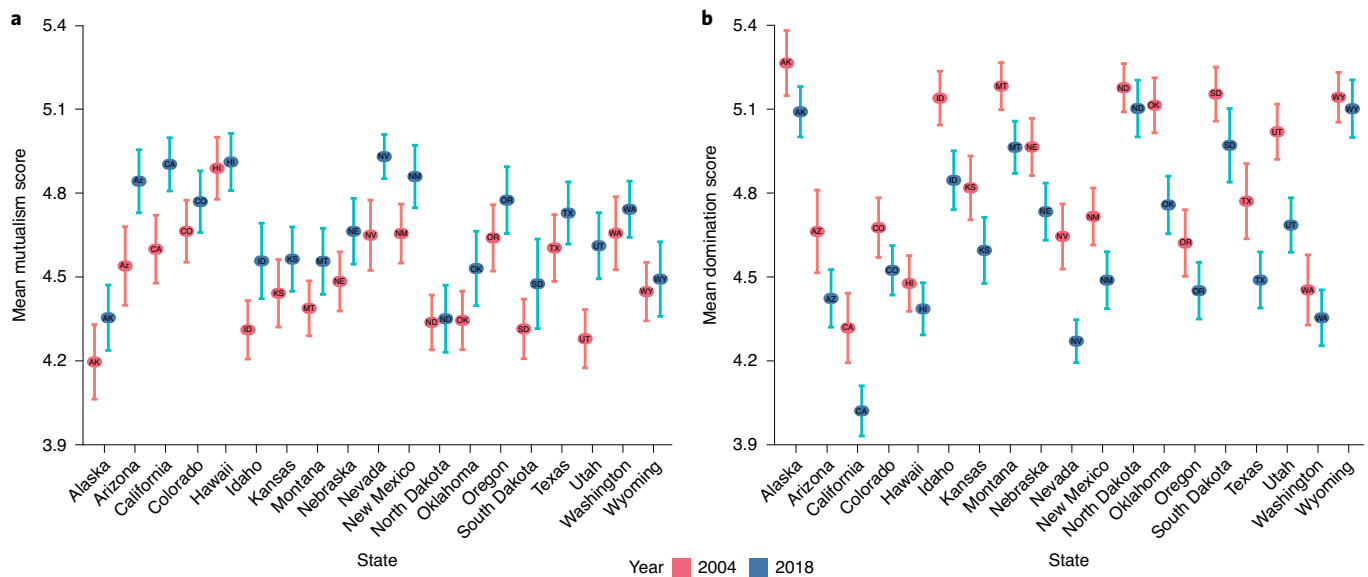 a
5.4
5.1
4.8
4.5
4.2
3.9
Mean mutualism score
AK
AK
Az
Az
CA
CA
CO
CO
HI
HI
ID
ID
KS
KS
MT
MT
NE
NE
NV
NV
NM
NM
ND
ND
OK
OK
OR
OR
SD
SD
TX
TX
UT
UT
WA
WA
WY
WY
Alaska
Arizona
California
Colorado
Hawaii
Idaho
Kansas
Montana
Nebraska
Nevada
New Mexico
North Dakota
Oklahoma
Oregon
South Dakota
Texas
Utah
Washington
Wyoming
State
b
5.4
5.1
4.8
4.5
4.2
3.9
Mean domination score
AK
AK
AZ
AZ
CA
CA
CO
CO
HI
HI
ID
ID
KS
KS
MT
MT
NE
NE
NV
NV
NM
NM
ND
ND
OK
OK
OR
OR
SD
SD
TX
TX
UT
UT
WA
WA
WY
WY
Alaska
Arizona
California
Colorado
Hawaii
Idaho
Kansas
Montana
Nebraska
Nevada
New Mexico
North Dakota
Oklahoma
Oregon
South Dakota
Texas
Utah
Washington
Wyoming
State
Year 2004 2018